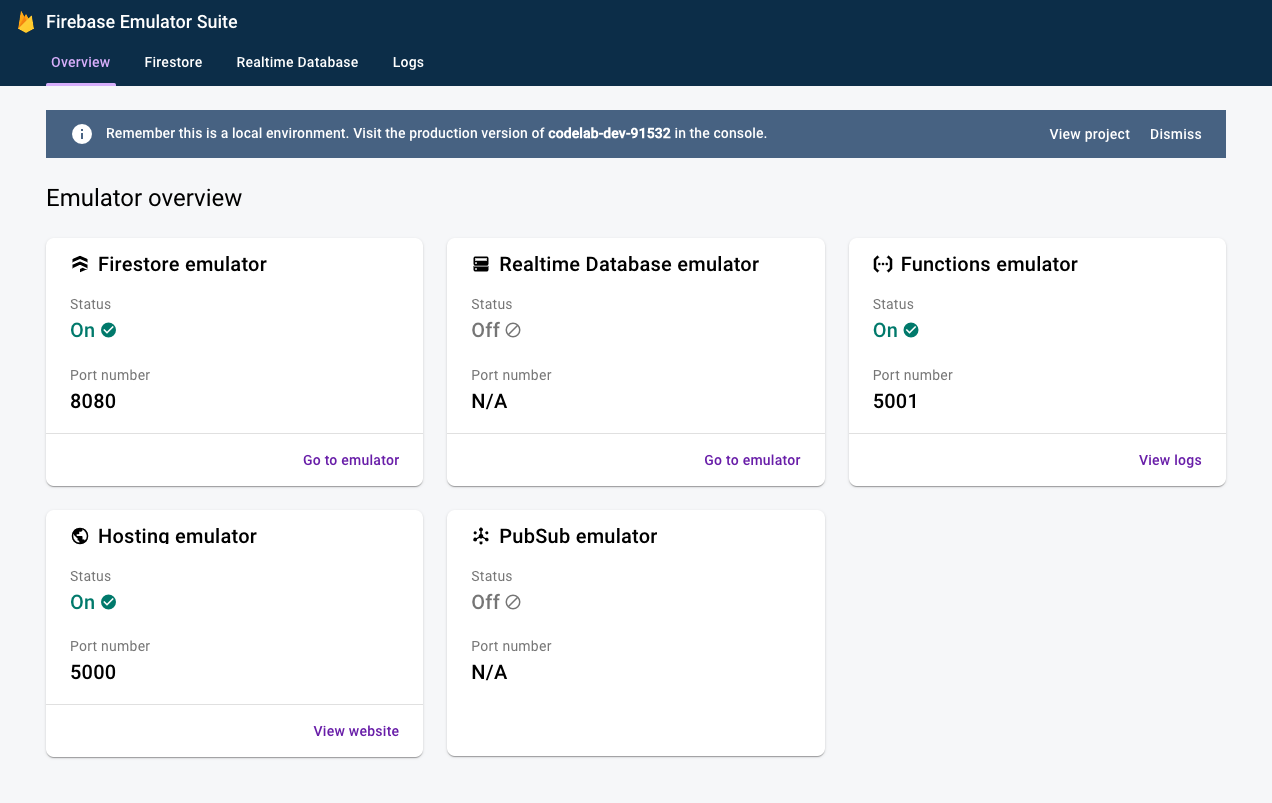 Firebase Emulator Suite
Overview Firestore Realtime Database Logs
Remember this is a local environment. Visit the production version of codelab-dev-91532 in the console. View project Dismiss
Emulator overview
Firestore emulator
Status
On
Port number
8080
Go to emulator
Realtime Database emulator
Status
Off
Port number
N/A
Go to emulator
Functions emulator
Status
On
Port number
5001
View logs
Hosting emulator
Status
On
Port number
5000
View website
PubSub emulator
Status
Off
Port number
N/A